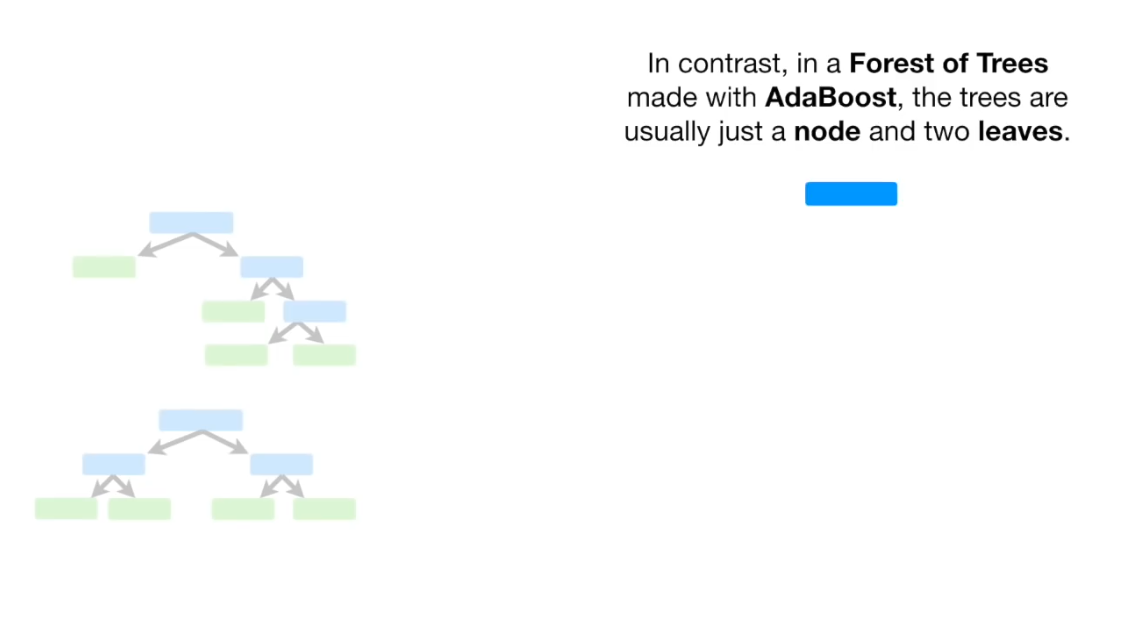 In contrast, in a Forest of Trees
made with AdaBoost, the trees are
usually just a node and two leaves.